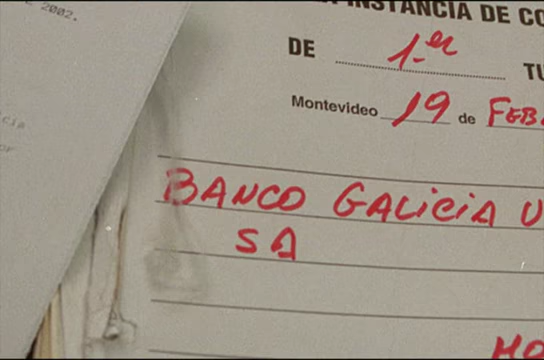 2002.
INSTANCIA DE CO
DE 1.er TU
Montevideo 19 de FEB
BANCO GALICIA U
SA